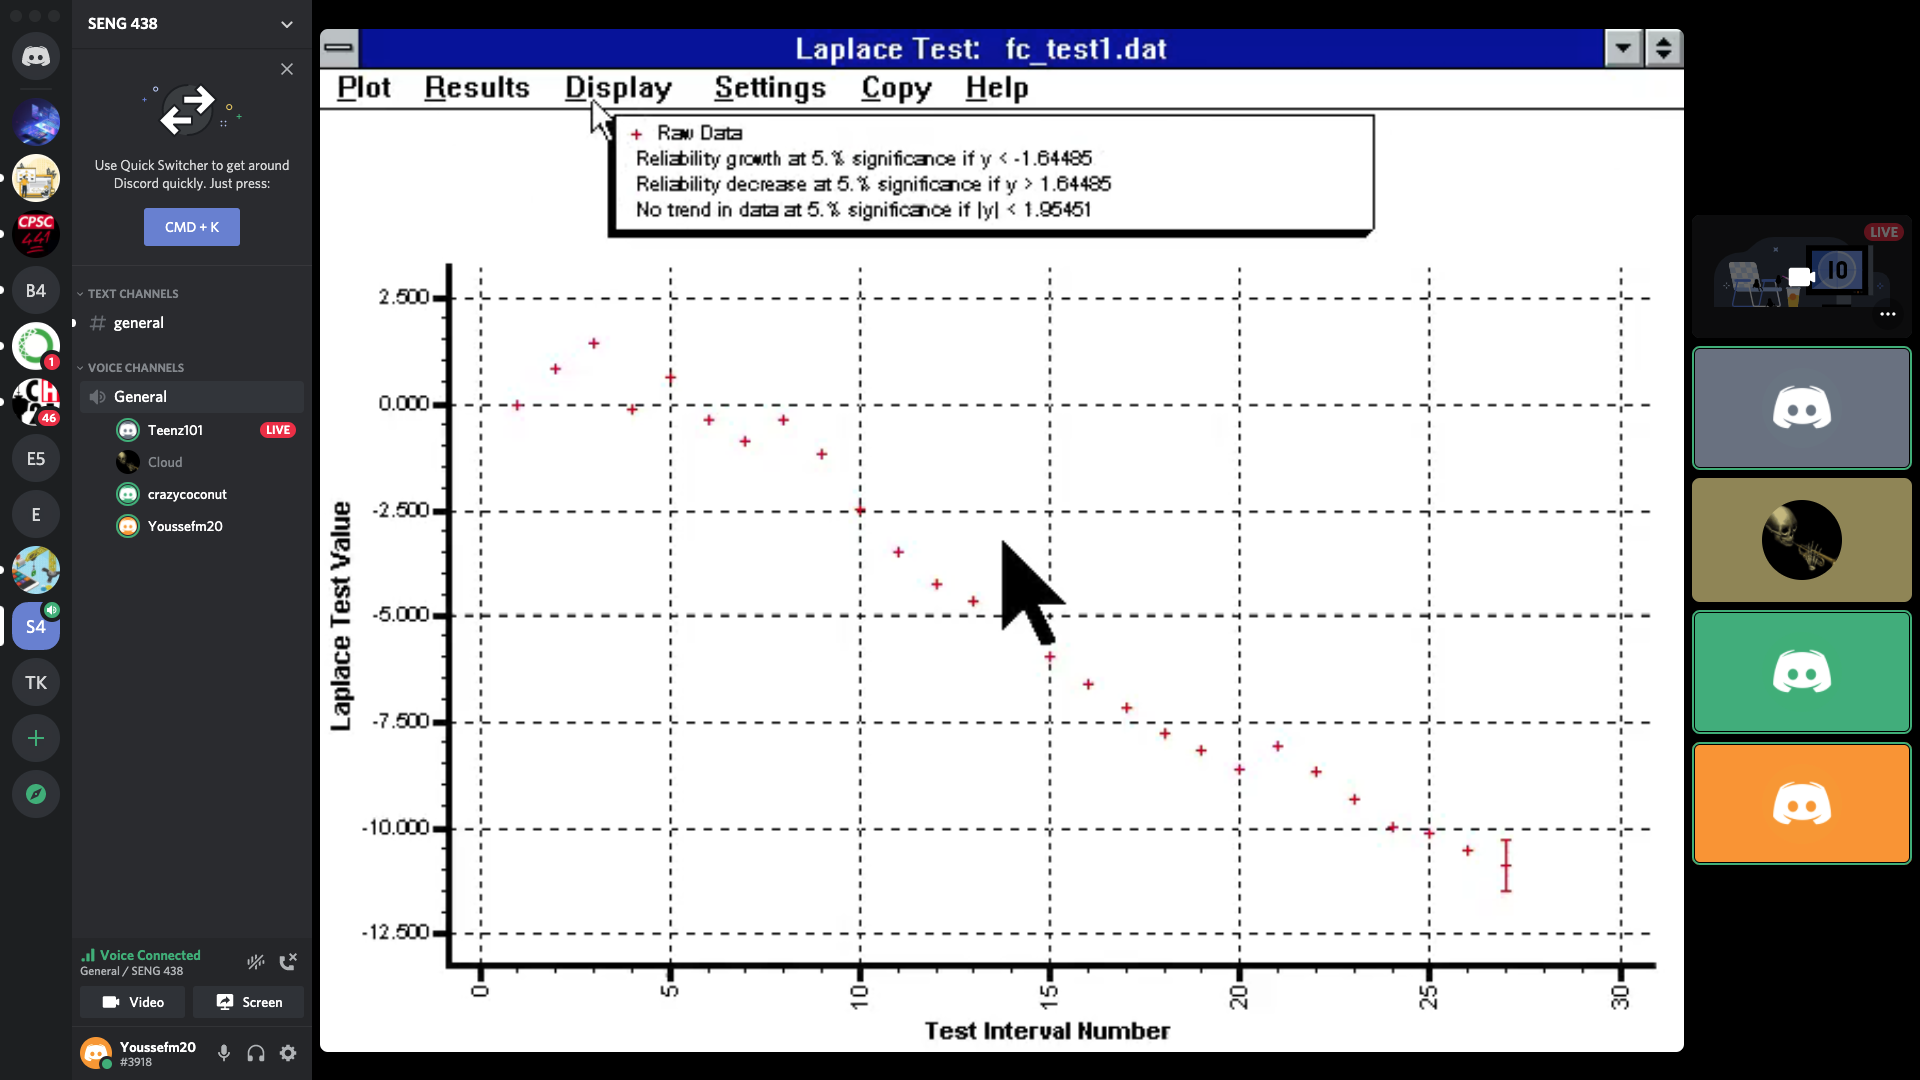 SENG 438
Use Quick Switcher to get around
Discord quickly. Just press:
CMD + K
TEXT CHANNELS
# general
VOICE CHANNELS
General
Teenz101 LIVE
Cloud
crazycoconut
Youssefm20
CPSC
441
B4
1
CH
46
E5
E
S4
TK
Voice Connected
General / SENG 438
Video
Screen
Youssefm20
#3918
Laplace Test: fc_test1.dat
Plot Results Display Settings Copy Help
+ Raw Data
Reliability growth at 5.% significance if y < -1.64485
Reliability decrease at 5.% significance if y > 1.64485
No trend in data at 5.% significance if |y| < 1.95451
Laplace Test Value
2.500
0.000
-2.500
-5.000
-7.500
-10.000
-12.500
0 5 10 15 20 25 30
Test Interval Number
LIVE
10